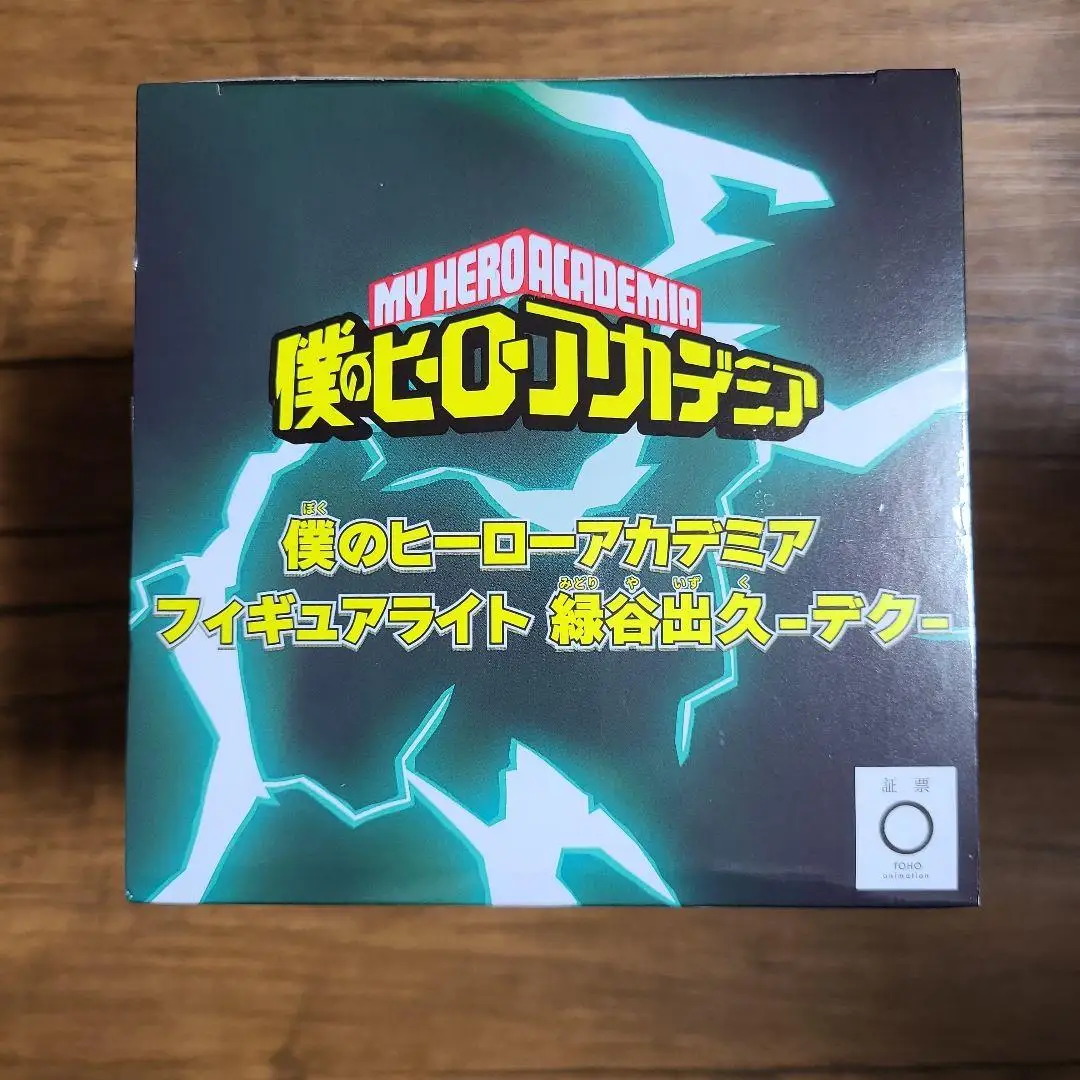 MY HERO ACADEMIA
僕のヒーローアカデミア
ぼく
僕のヒーローアカデミア
みどり や いず く
フィギュアライト 緑谷出久-デク-
証 票
TOHO
animation